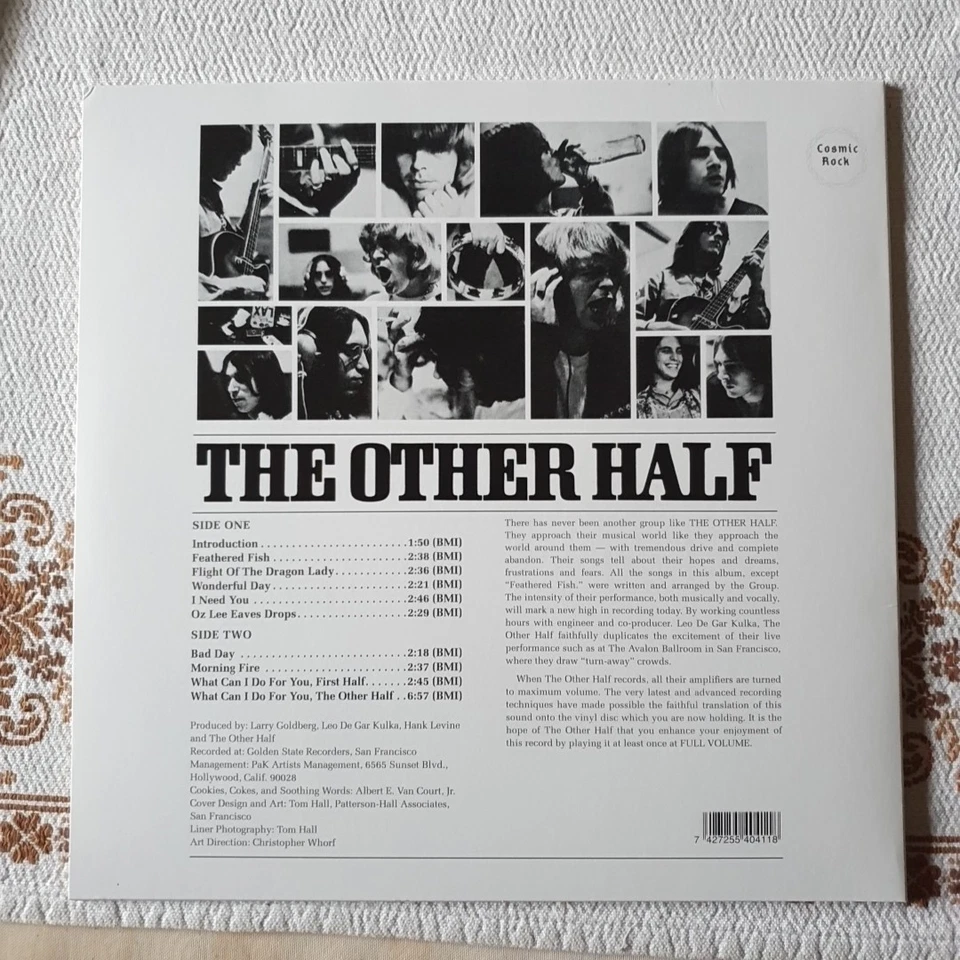 Cosmic
Rock
THE OTHER HALF
SIDE ONE
Introduction . . . . . . . . . . . . . . . . . . . . . . . . 1:50 (BMI)
Feathered Fish . . . . . . . . . . . . . . . . . . . . . . 2:38 (BMI)
Flight Of The Dragon Lady . . . . . . . . . . . . 2:36 (BMI)
Wonderful Day . . . . . . . . . . . . . . . . . . . . . . 2:21 (BMI)
I Need You . . . . . . . . . . . . . . . . . . . . . . . . . 2:46 (BMI)
Oz Lee Eaves Drops . . . . . . . . . . . . . . . . . . 2:29 (BMI)
SIDE TWO
Bad Day . . . . . . . . . . . . . . . . . . . . . . . . . . . 2:18 (BMI)
Morning Fire . . . . . . . . . . . . . . . . . . . . . . . 2:37 (BMI)
What Can I Do For You, First Half . . . . . . . 2:45 (BMI)
What Can I Do For You, The Other Half . . 6:57 (BMI)
Produced by: Larry Goldberg, Leo De Gar Kulka, Hank Levine
and The Other Half
Recorded at: Golden State Recorders, San Francisco
Management: PaK Artists Management, 6565 Sunset Blvd.,
Hollywood, Calif. 90028
Cookies, Cokes, and Soothing Words: Albert E. Van Court, Jr.
Cover Design and Art: Tom Hall, Patterson-Hall Associates,
San Francisco
Liner Photography: Tom Hall
Art Direction: Christopher Whorf
There has never been another group like THE OTHER HALF.
They approach their musical world like they approach the
world around them — with tremendous drive and complete
abandon. Their songs tell about their hopes and dreams,
frustrations and fears. All the songs in this album, except
"Feathered Fish." were written and arranged by the Group.
The intensity of their performance, both musically and vocally,
will mark a new high in recording today. By working countless
hours with engineer and co-producer. Leo De Gar Kulka, The
Other Half faithfully duplicates the excitement of their live
performance such as at The Avalon Ballroom in San Francisco,
where they draw "turn-away" crowds.
When The Other Half records, all their amplifiers are turned
to maximum volume. The very latest and advanced recording
techniques have made possible the faithful translation of this
sound onto the vinyl disc which you are now holding. It is the
hope of The Other Half that you enhance your enjoyment of
this record by playing it at least once at FULL VOLUME.
7 427255 404118